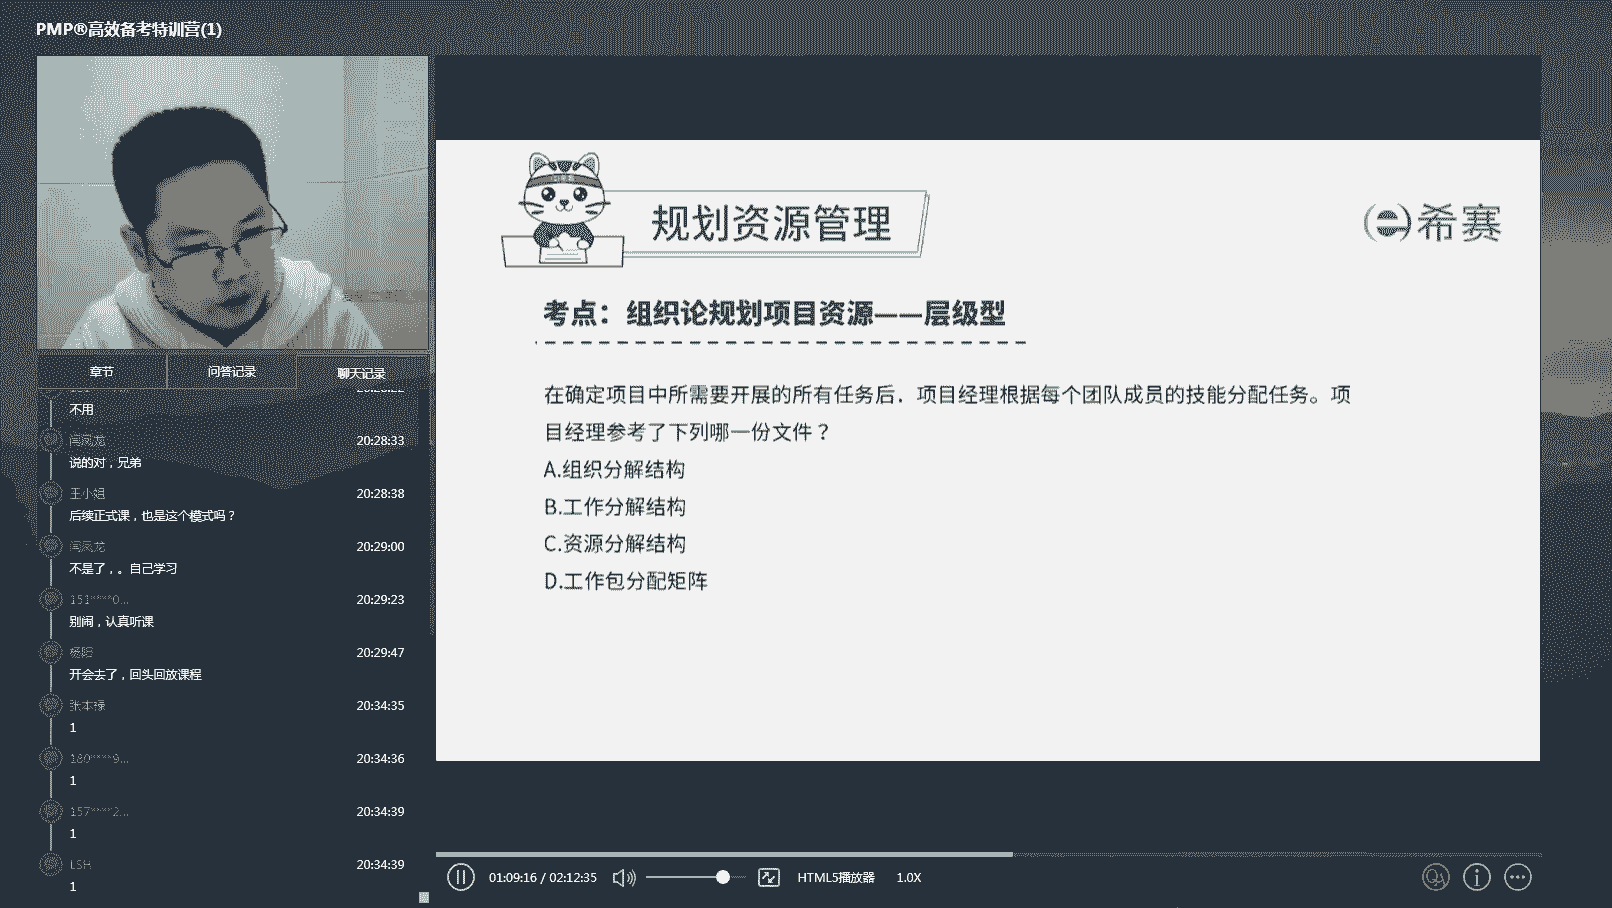 PMP®高效备考特训营(1)
章节
问答记录
聊天记录
不用
闫凤龙
20:28:33
说的对，兄弟
王小姐
20:28:38
后续正式课，也是这个模式吗？
闫凤龙
20:29:00
不是了，。自己学习
151****0...
20:29:23
别闹，认真听课
杨阳
20:29:47
开会去了，回头回放课程
20:34:35
1
180****9...
20:34:36
1
157****2...
20:34:39
1
LSH
20:34:39
1
规划资源管理
希赛
考点：组织论规划项目资源——层级型
在确定项目中所需要开展的所有任务后．项目经理根据每个团队成员的技能分配任务。项
目经理参考了下列哪一份文件？
A.组织分解结构
B.工作分解结构
C.资源分解结构
D.工作包分配矩阵
01:09:16 / 02:12:35
HTML5播放器
1.0X